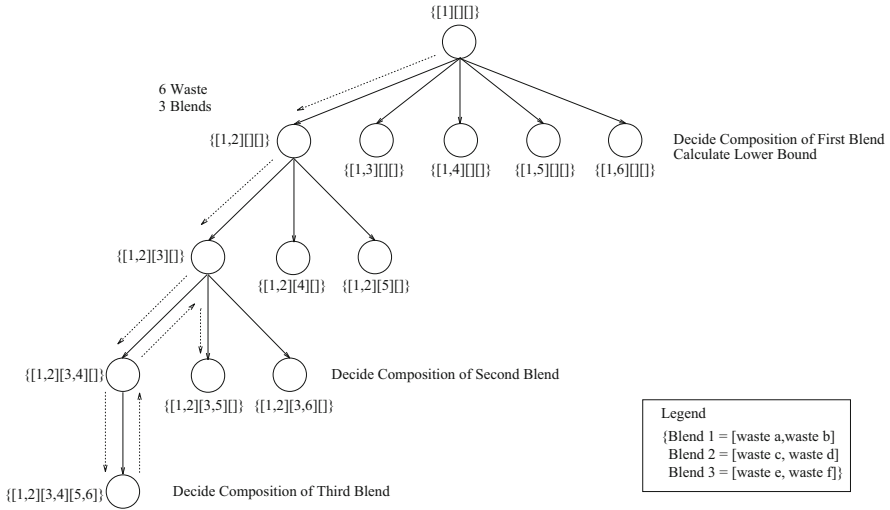 {[1][][]}
6 Waste
3 Blends
{[1,2][][]}
{[1,3][][]}
{[1,4][][]}
{[1,5][][]}
{[1,6][][]}
Decide Composition of First Blend
Calculate Lower Bound
{[1,2][3][]}
{[1,2][4][]}
{[1,2][5][]}
{[1,2][3,4][]}
{[1,2][3,5][]}
{[1,2][3,6][]}
Decide Composition of Second Blend
{[1,2][3,4][5,6]}
Decide Composition of Third Blend
Legend
{Blend 1 = [waste a,waste b]
Blend 2 = [waste c, waste d]
Blend 3 = [waste e, waste f]}